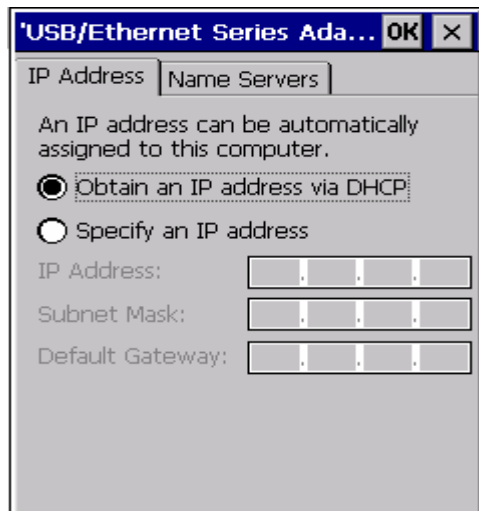 'USB/Ethernet Series Ada... OK ×
IP Address Name Servers
An IP address can be automatically
assigned to this computer.
Obtain an IP address via DHCP
Specify an IP address
IP Address: . . .
Subnet Mask: . . .
Default Gateway: . . .